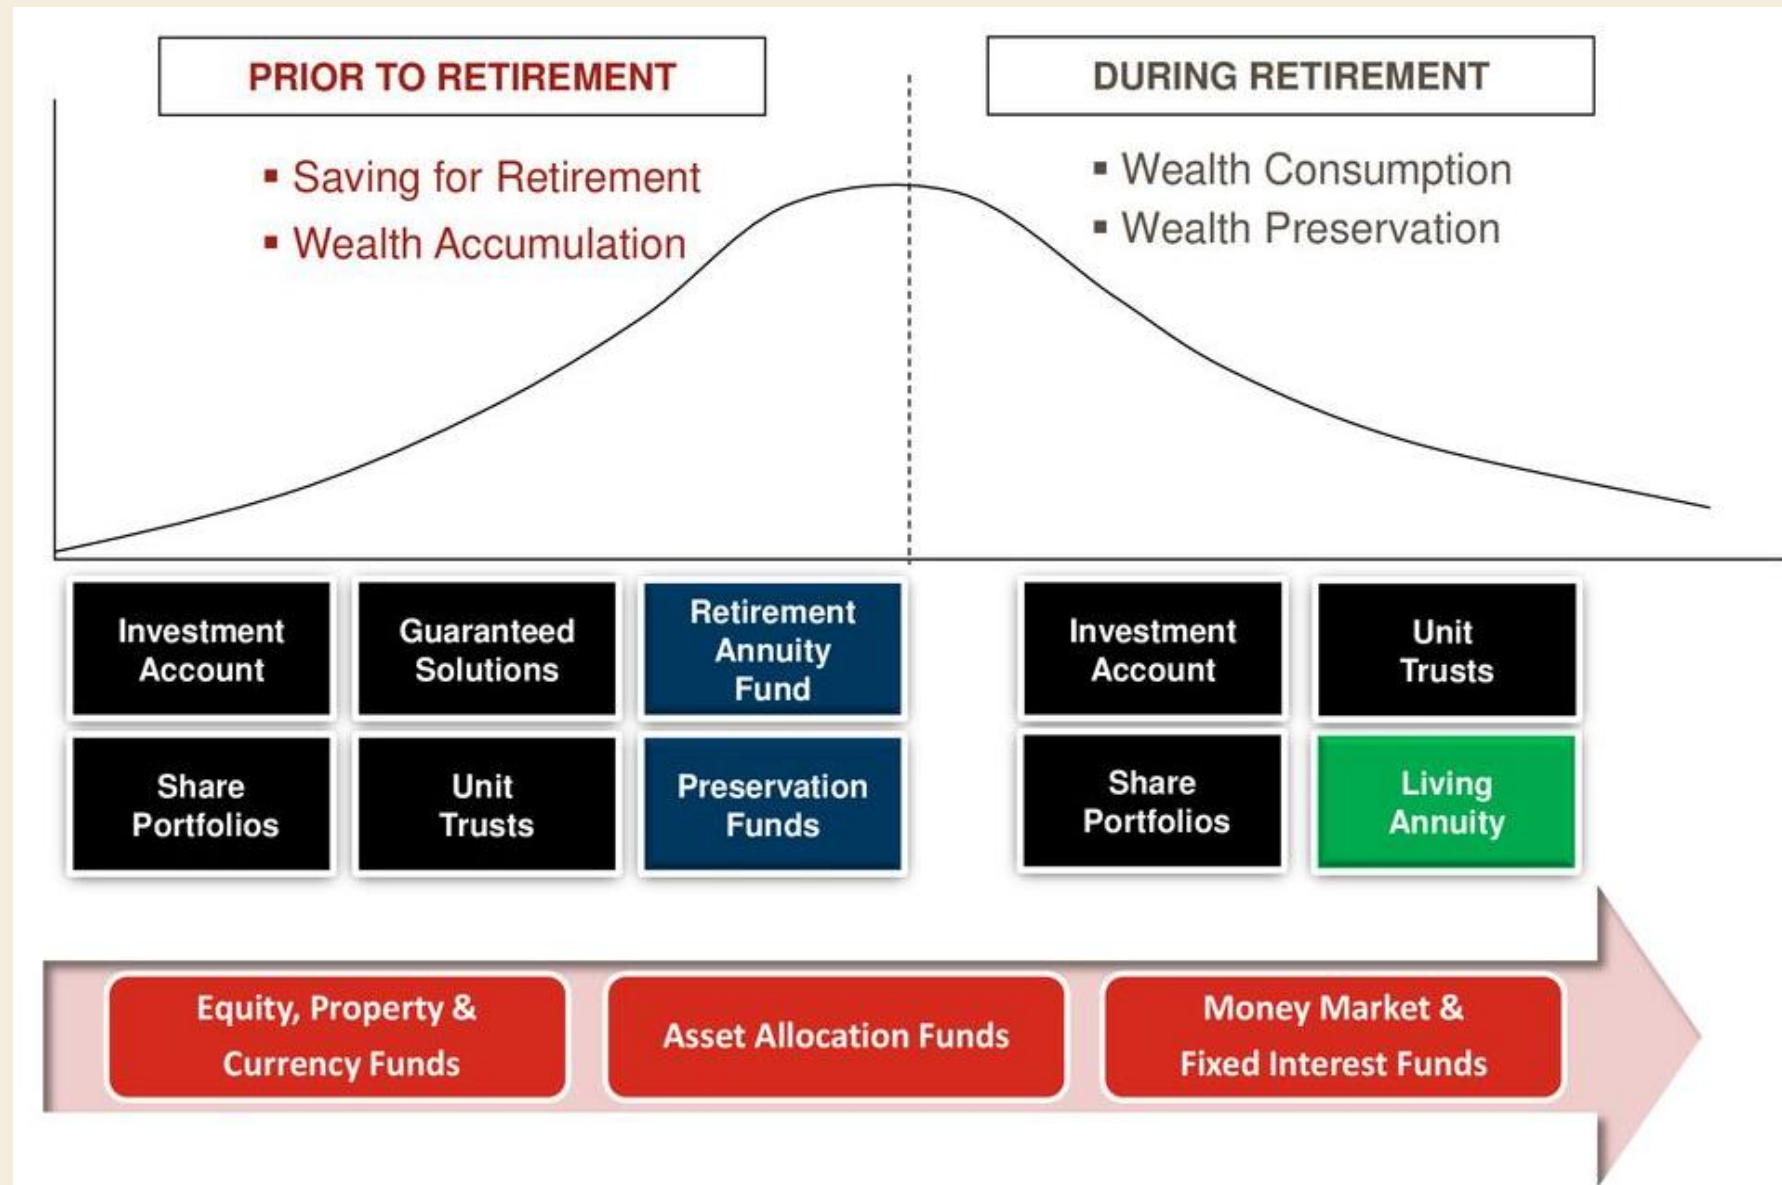 PRIOR TO RETIREMENT
▪ Saving for Retirement
▪ Wealth Accumulation
DURING RETIREMENT
▪ Wealth Consumption
▪ Wealth Preservation
Investment
Account
Guaranteed
Solutions
Retirement
Annuity
Fund
Investment
Account
Unit
Trusts
Share
Portfolios
Unit
Trusts
Preservation
Funds
Share
Portfolios
Living
Annuity
Equity, Property &
Currency Funds
Asset Allocation Funds
Money Market &
Fixed Interest Funds